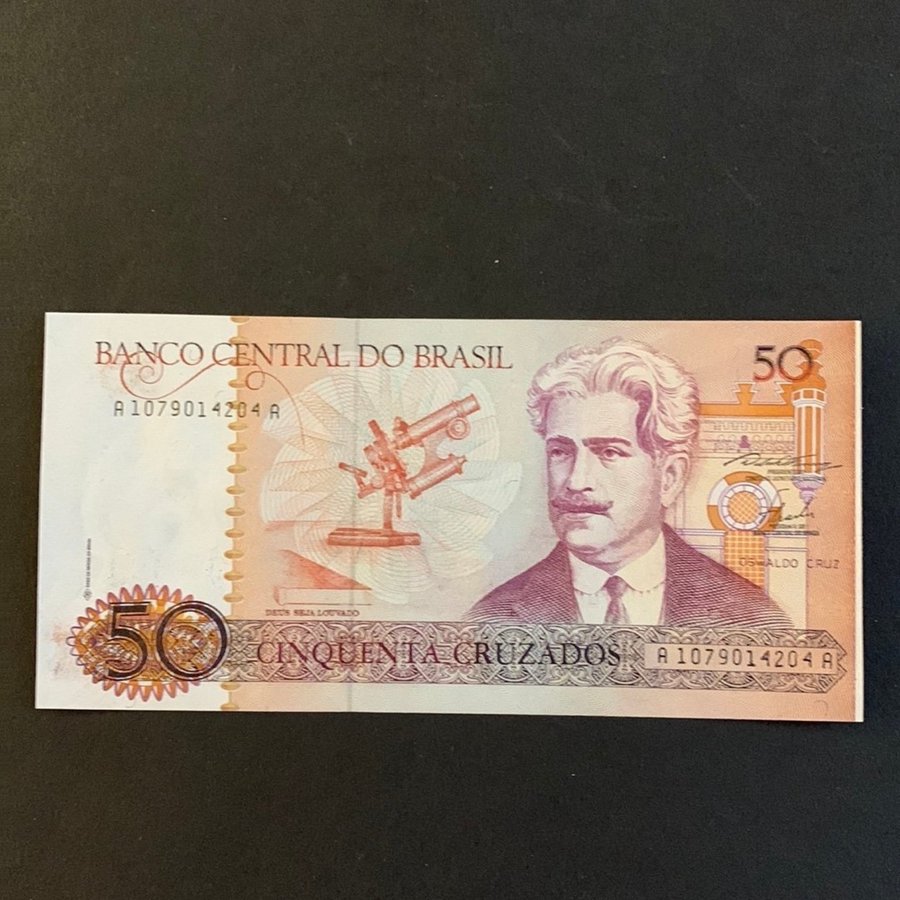 BANCO CENTRAL DO BRASIL
50
A 1079014204 A
OSWALDO CRUZ
DEUS SEJA LOUVADO
50
CINQUENTA CRUZADOS
A 1079014204 A